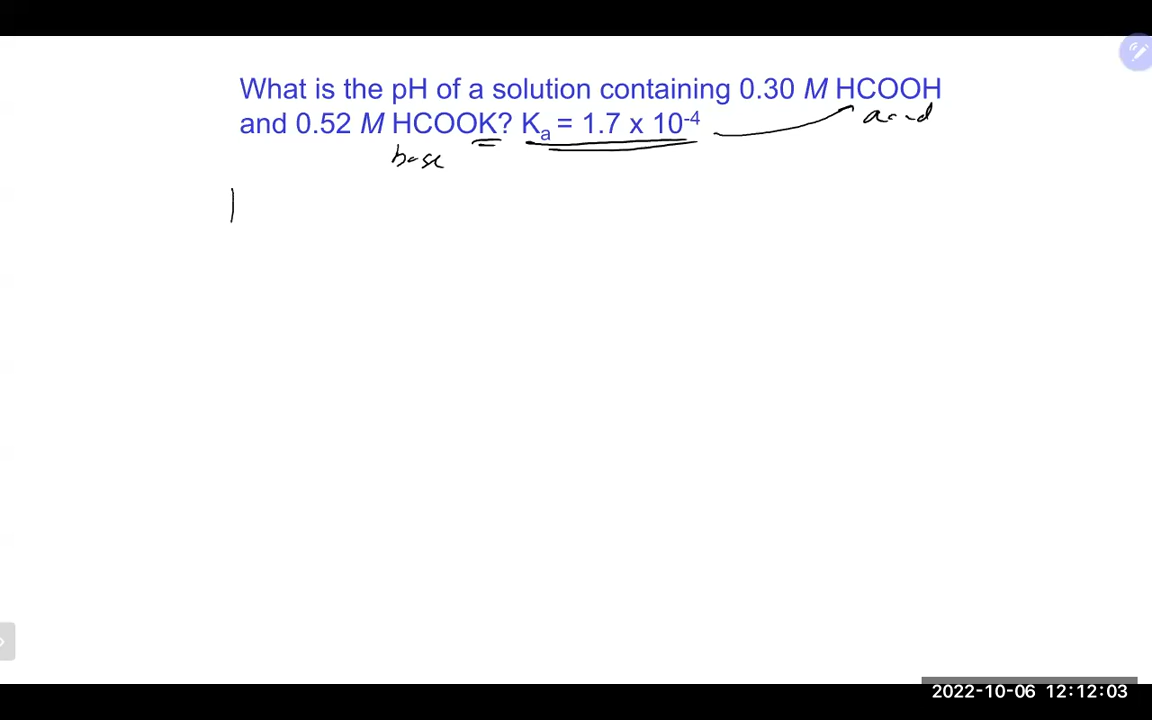 What is the pH of a solution containing 0.30 M HCOOH
and 0.52 M HCOOK? Ka = 1.7 x 10-4
acid
base
2022-10-06 12:12:03